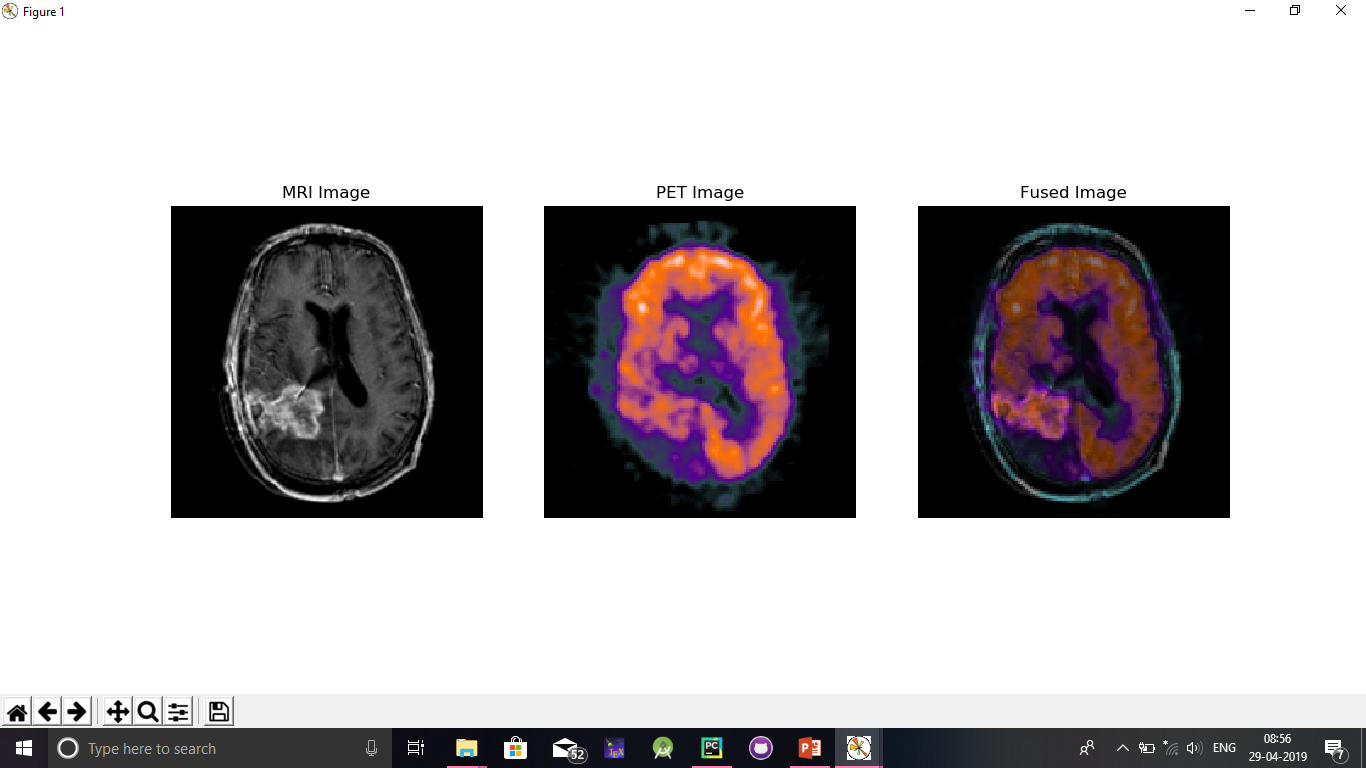 Figure 1
MRI Image
PET Image
Fused Image
Type here to search
52
PC
ENG
08:56
29-04-2019
7